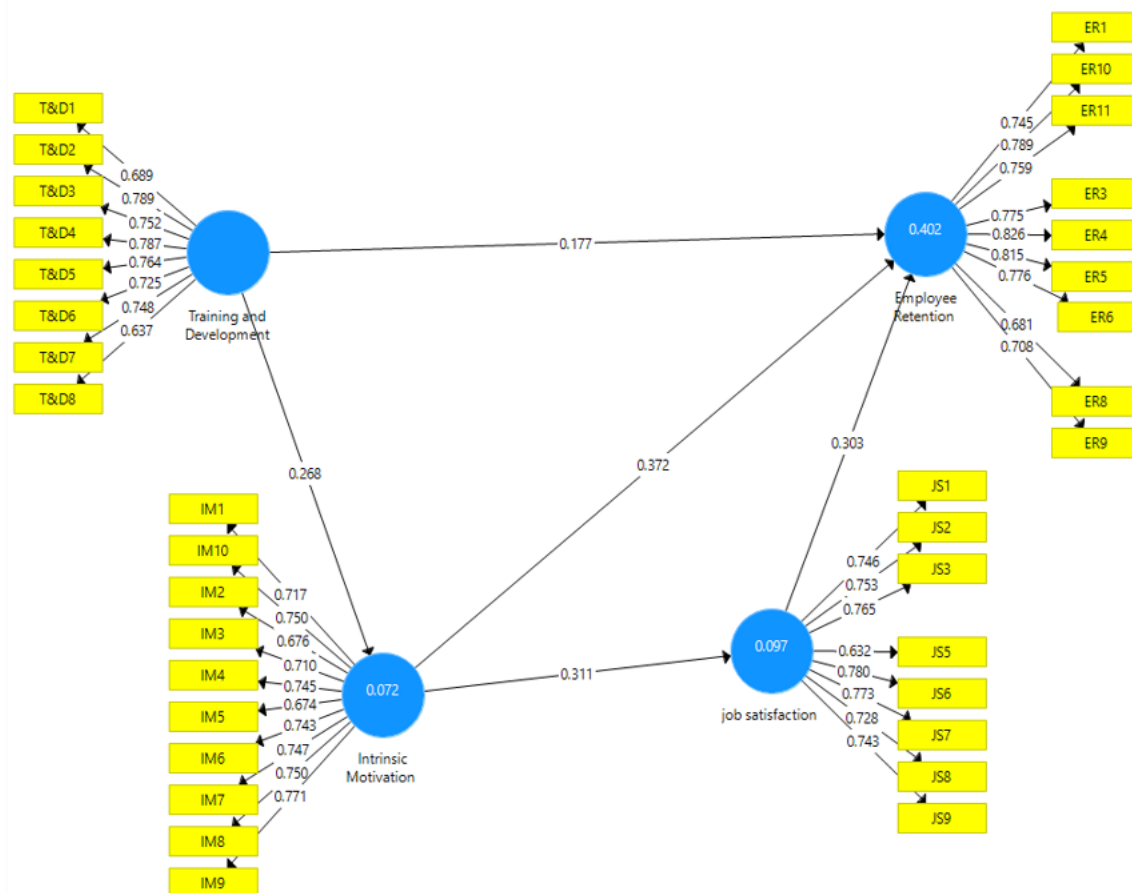 ER1
ER10
ER11
0.745
0.789
0.759
T&D1
T&D2
T&D3
T&D4
T&D5
T&D6
T&D7
T&D8
0.689
0.789
0.752
0.787
0.764
0.725
0.748
0.637
Training and
Development
0.177
0.402
Employee
Retention
0.775
0.826
0.815
0.776
0.681
0.708
ER3
ER4
ER5
ER6
ER8
ER9
0.268
0.372
0.303
IM1
IM10
IM2
IM3
IM4
IM5
IM6
IM7
IM8
IM9
0.717
0.750
0.676
0.710
0.745
0.674
0.743
0.747
0.750
0.771
0.072
Intrinsic
Motivation
0.311
0.097
job satisfaction
0.746
0.753
0.765
0.632
0.780
0.773
0.728
0.743
JS1
JS2
JS3
JS5
JS6
JS7
JS8
JS9